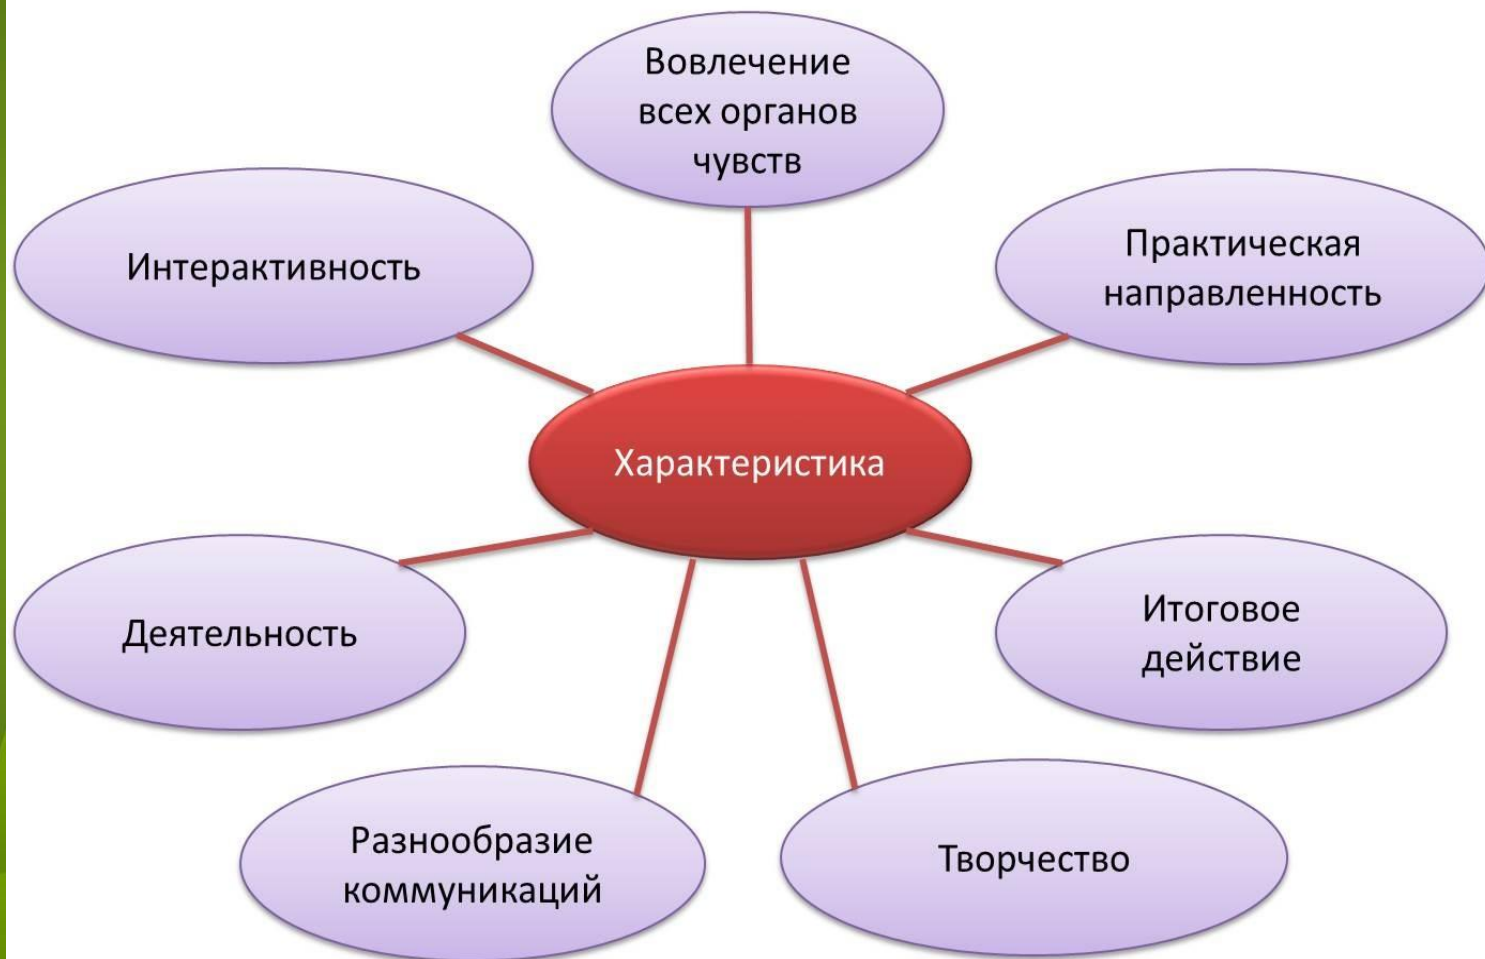 Вовлечение
всех органов
чувств
Интерактивность
Практическая
направленность
Характеристика
Деятельность
Итоговое
действие
Разнообразие
коммуникаций
Творчество